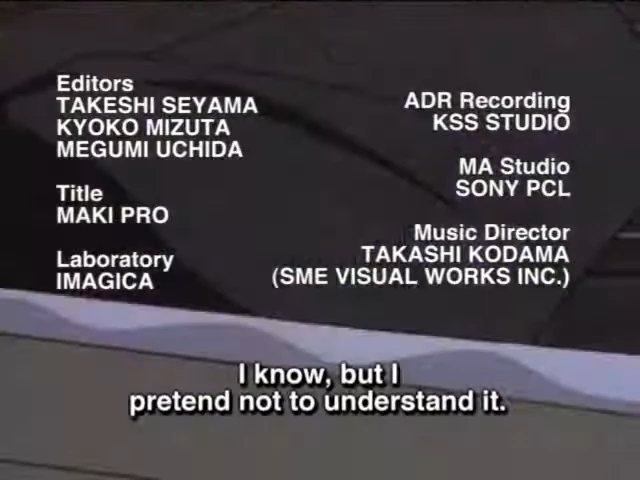 Editors
TAKESHI SEYAMA
KYOKO MIZUTA
MEGUMI UCHIDA
Title
MAKI PRO
Laboratory
IMAGICA
ADR Recording
KSS STUDIO
MA Studio
SONY PCL
Music Director
TAKASHI KODAMA
(SME VISUAL WORKS INC.)
I know, but I
pretend not to understand it.